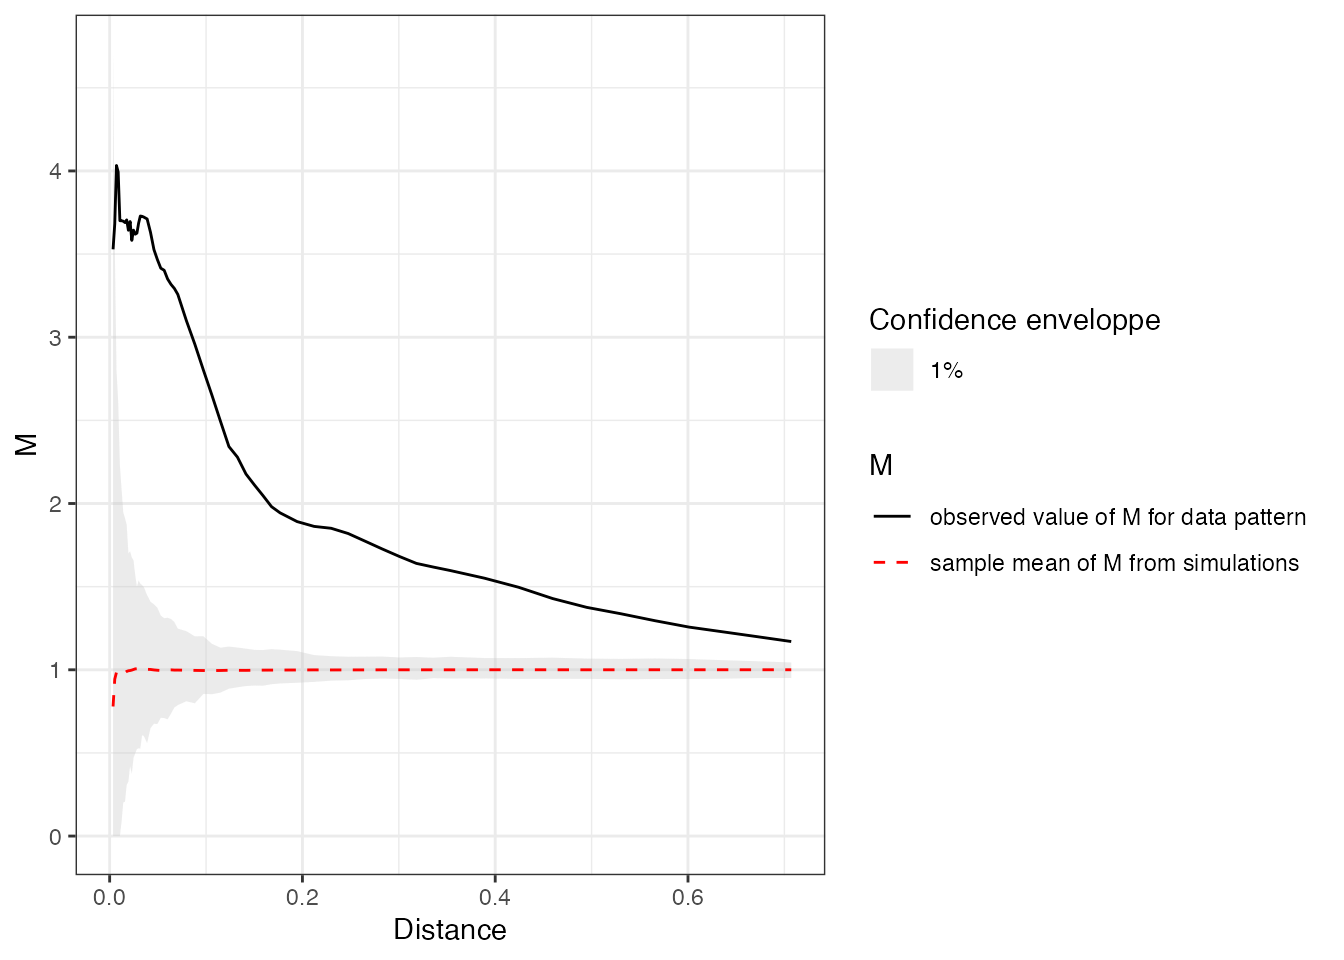 M
4
3
2
1
0
0.0
0.2
0.4
0.6
Distance
Confidence enveloppe
1%
M
observed value of M for data pattern
sample mean of M from simulations